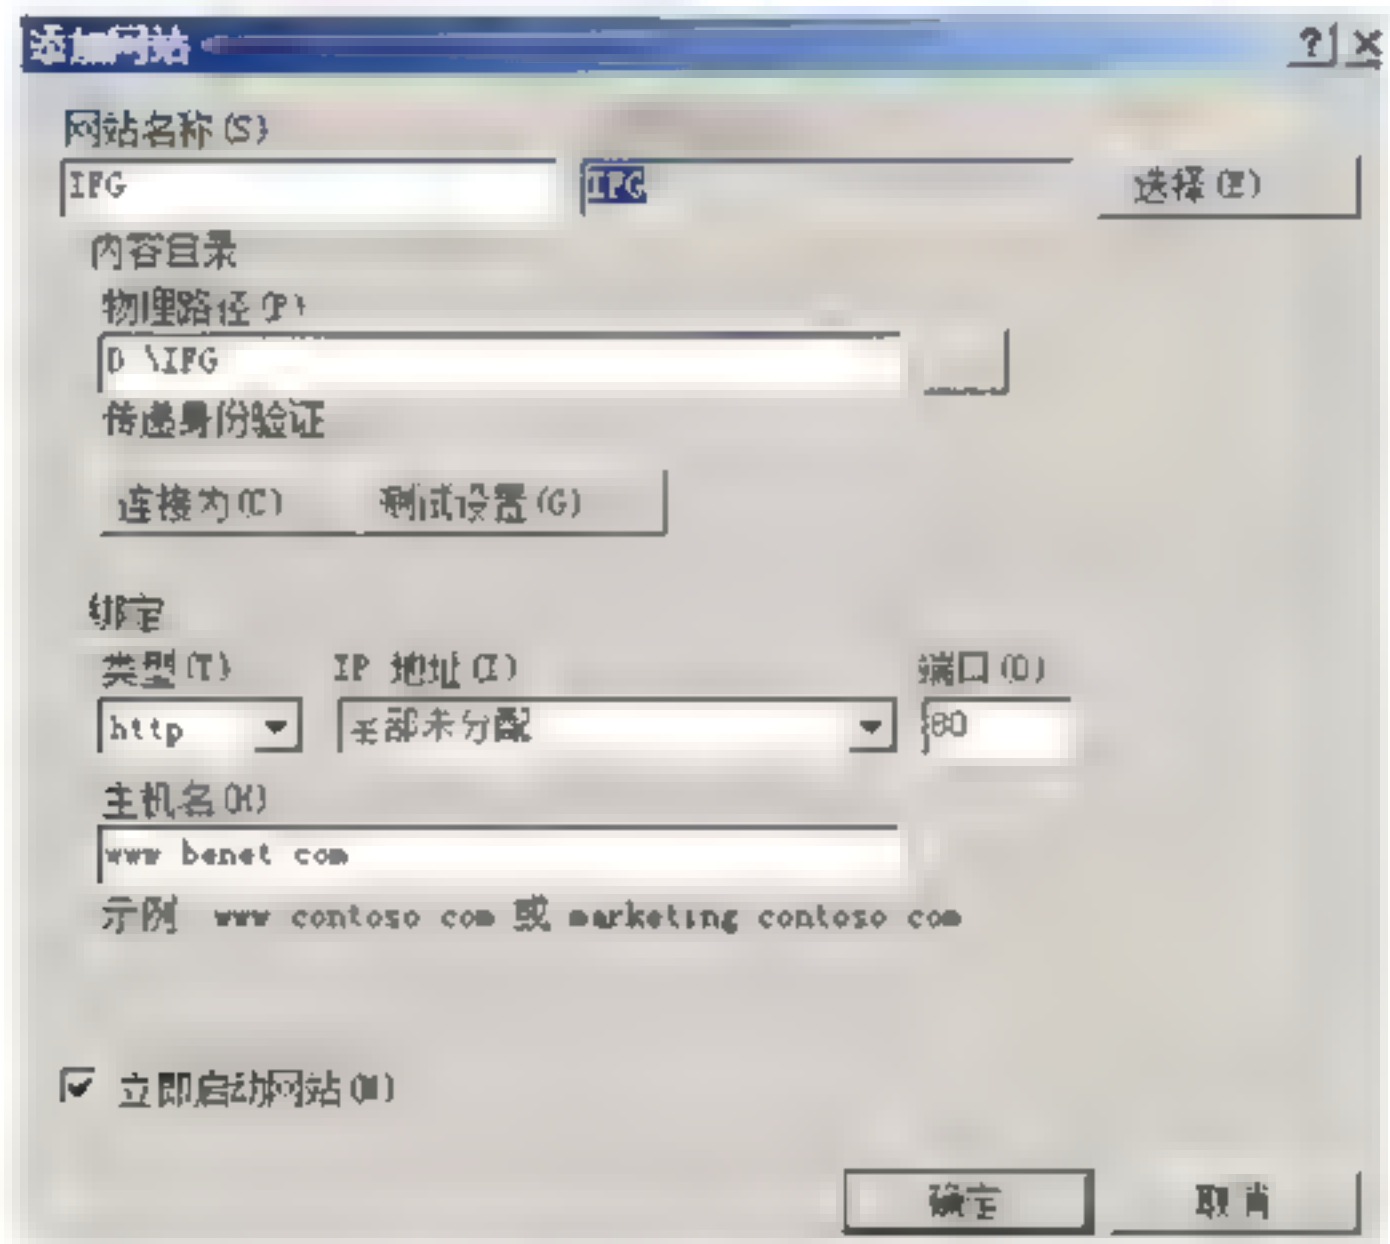 添加网站
网站名称(S)
IFG IFG 选择(E)
内容目录
物理路径(P)
D \IFG
传递身份验证
连接为(C) 测试设置(G)
绑定
类型(T) IP 地址(I) 端口(O)
http 全部未分配 80
主机名(H)
www benet com
示例 www contoso com 或 marketing contoso com
立即启动网站(M)
确定 取消